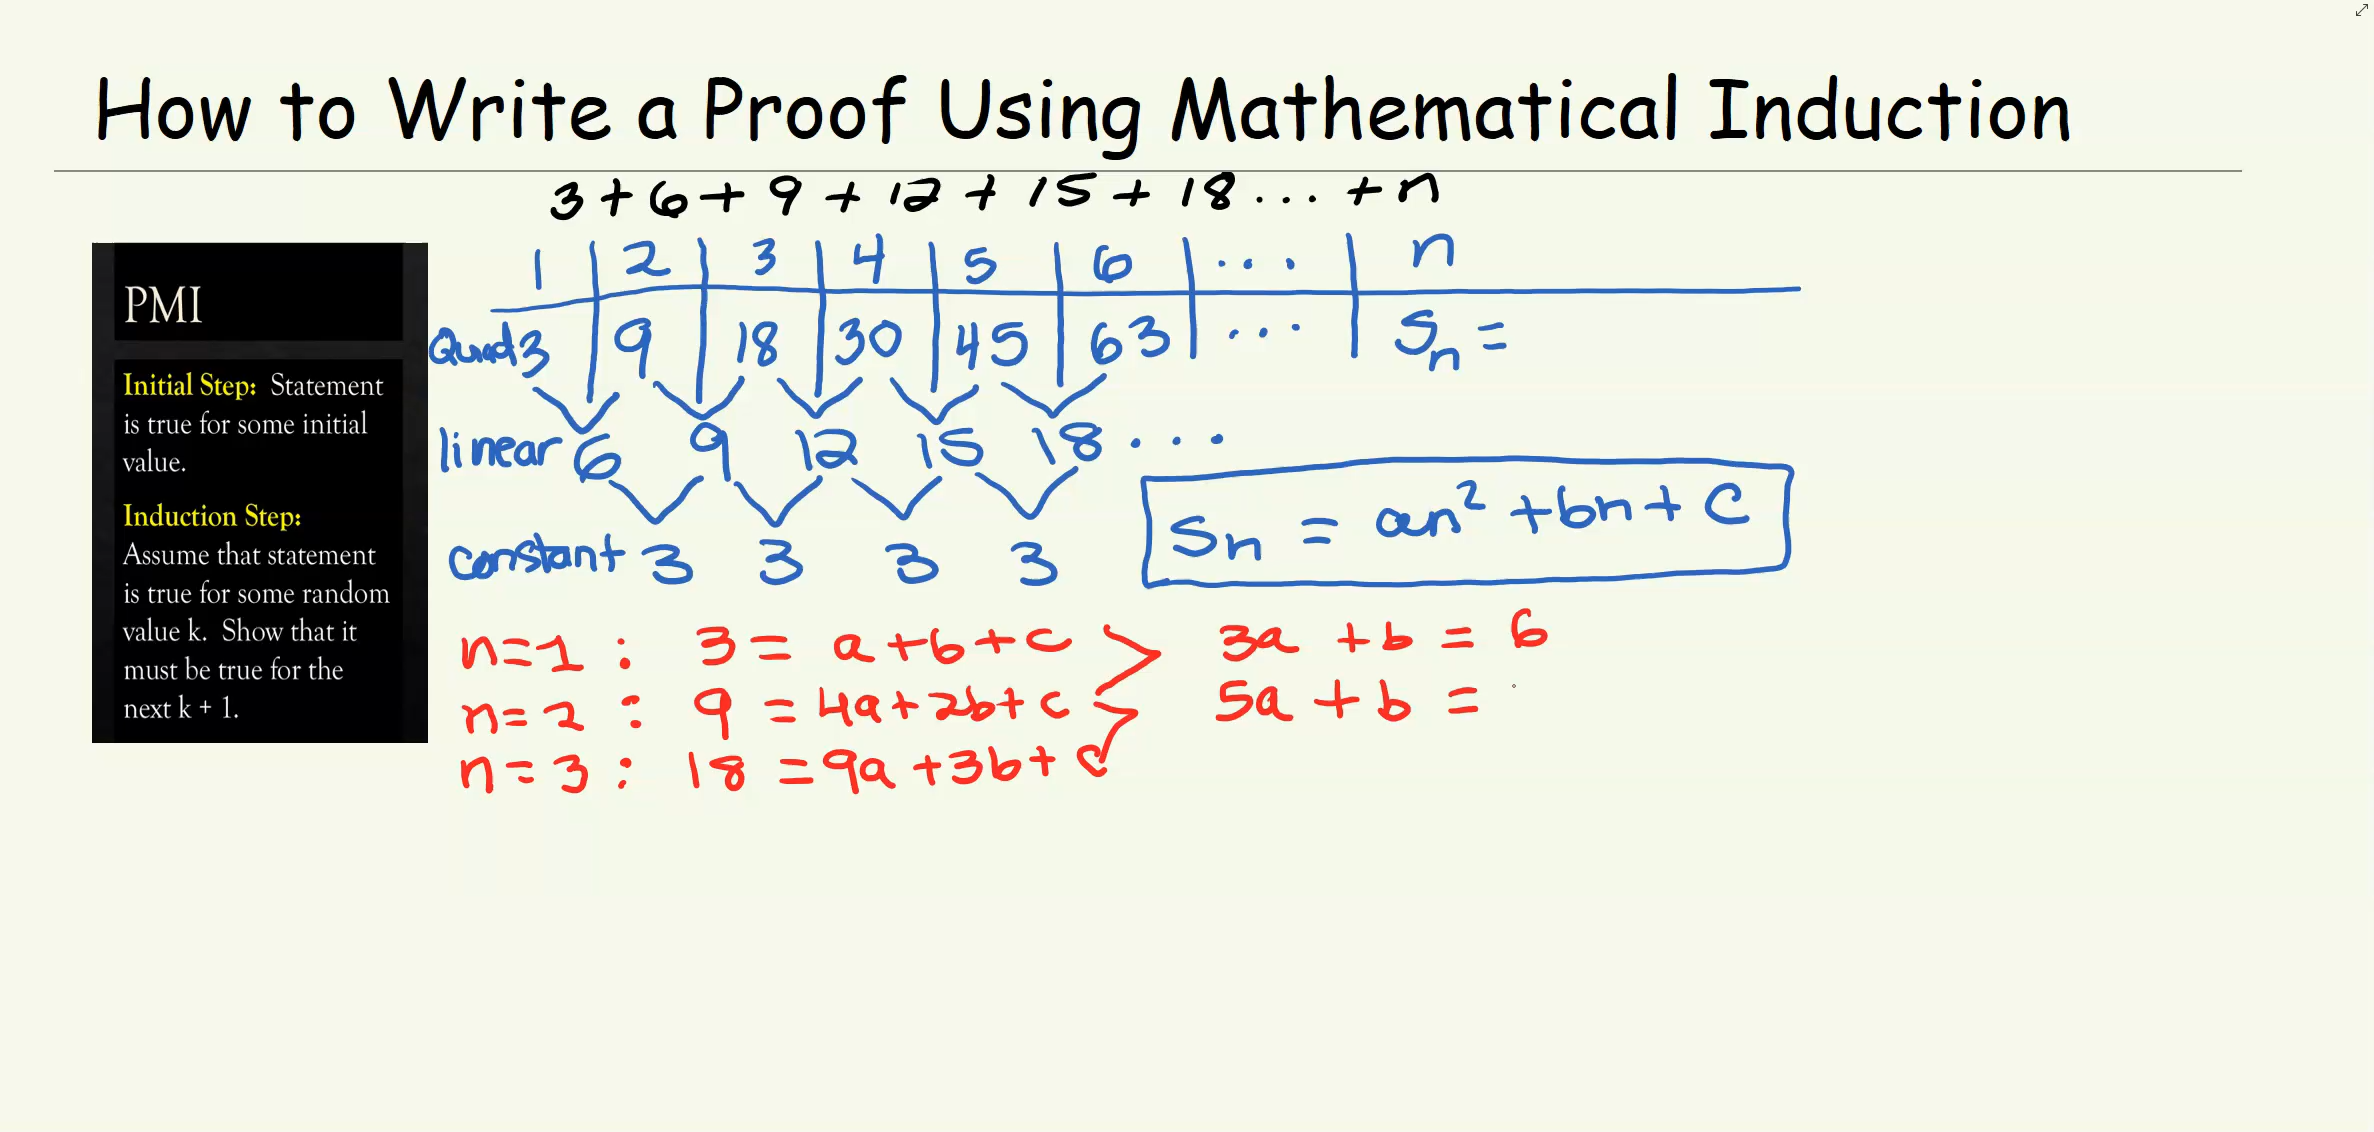 How to Write a Proof Using Mathematical Induction
3 + 6 + 9 + 12 + 15 + 18 ... + n
1 2 3 4 5 6 ... n
Quad 3 9 18 30 45 63 ... Sn =
linear 6 9 12 15 18 ...
constant 3 3 3 3
Sn = an² + bn + c
n=1 : 3 = a+b+c 3a + b = 6
n=2 : 9 = 4a+2b+c 5a + b =
n=3 : 18 = 9a+3b+c
PMI
Initial Step: Statement
is true for some initial
value.
Induction Step:
Assume that statement
is true for some random
value k. Show that it
must be true for the
next k + 1.